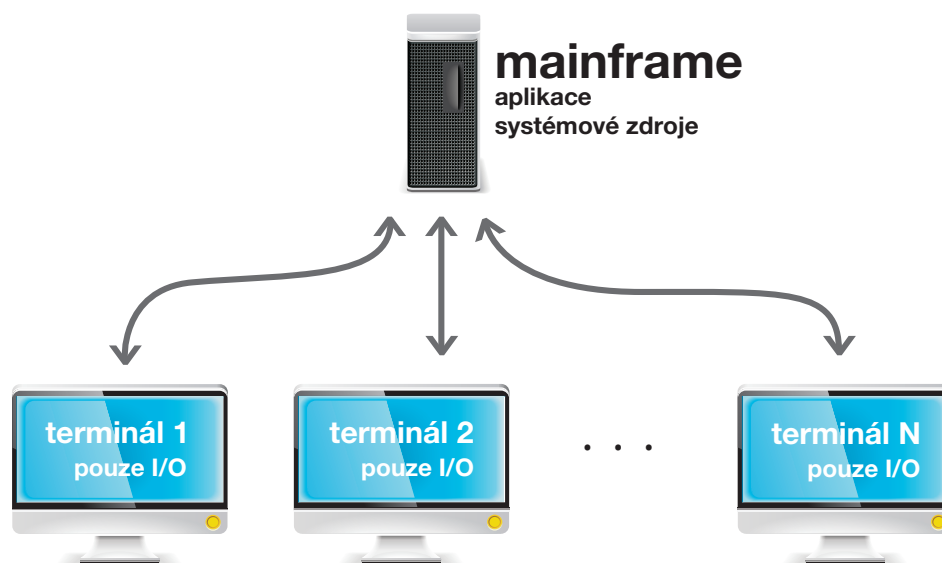 mainframe
aplikace
systémové zdroje
terminál 1
pouze I/O
terminál 2
pouze I/O
. . .
terminál N
pouze I/O